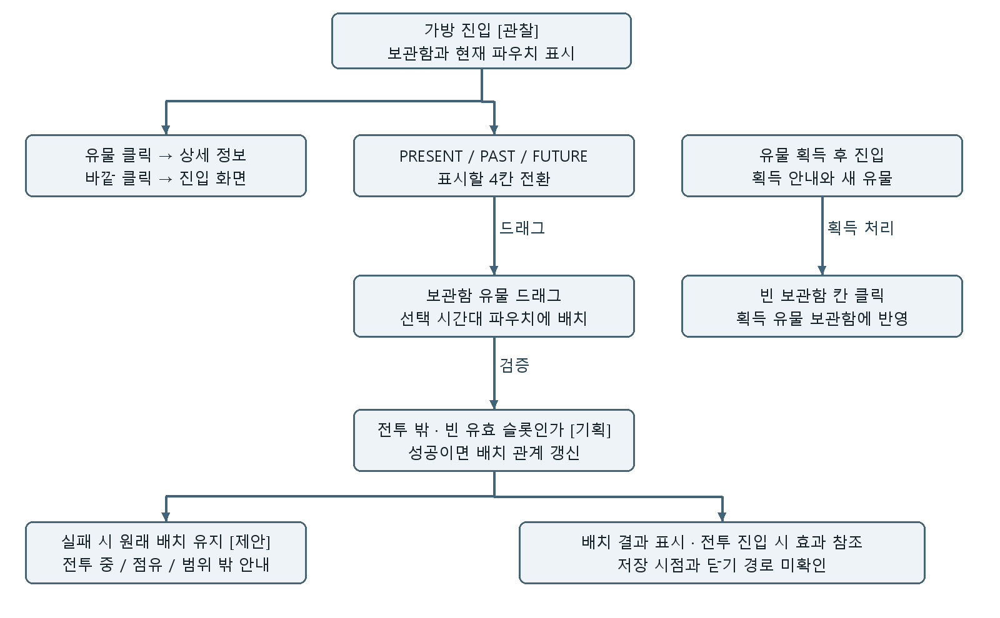 가방 진입 [관찰]
보관함과 현재 파우치 표시
유물 클릭 → 상세 정보
바깥 클릭 → 진입 화면
PRESENT / PAST / FUTURE
표시할 4칸 전환
유물 획득 후 진입
획득 안내와 새 유물
드래그
획득 처리
보관함 유물 드래그
선택 시간대 파우치에 배치
빈 보관함 칸 클릭
획득 유물 보관함에 반영
검증
전투 밖 · 빈 유효 슬롯인가 [기획]
성공이면 배치 관계 갱신
실패 시 원래 배치 유지 [제안]
전투 중 / 점유 / 범위 밖 안내
배치 결과 표시 · 전투 진입 시 효과 참조
저장 시점과 닫기 경로 미확인